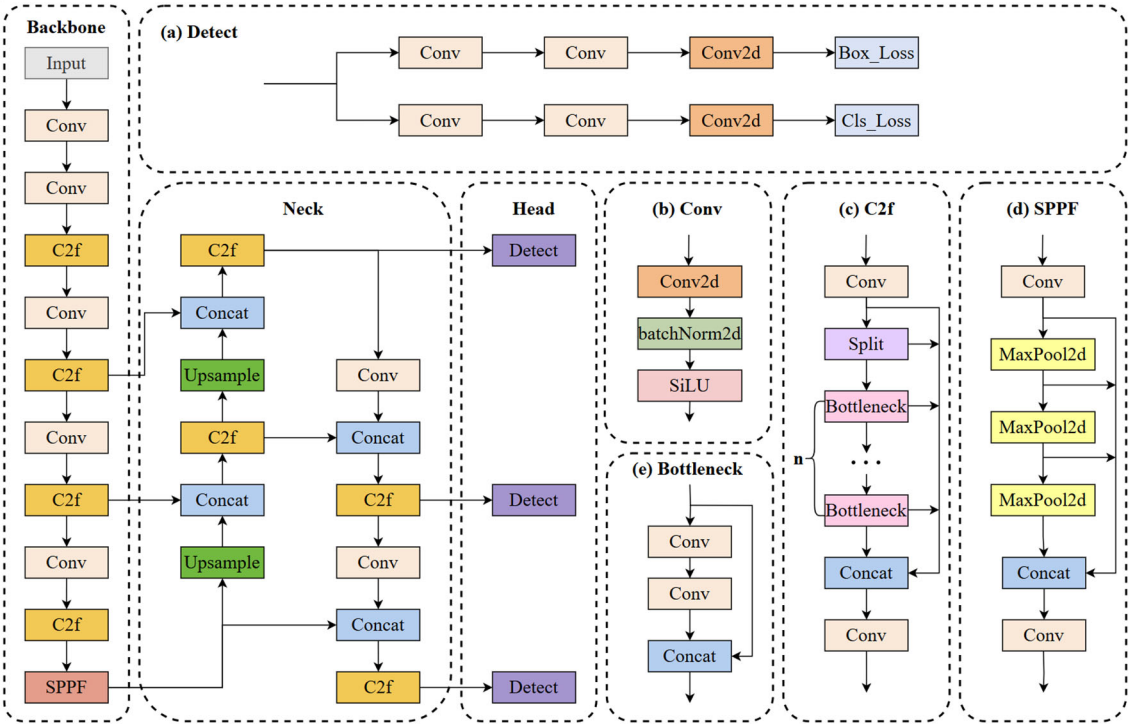 Backbone
Input
Conv
Conv
C2f
Conv
C2f
Conv
C2f
Conv
C2f
SPPF
(a) Detect
Conv
Conv
Conv2d
Box_Loss
Conv
Conv
Conv2d
Cls_Loss
Neck
C2f
Concat
Upsample
C2f
Concat
Upsample
Conv
Concat
C2f
Conv
Concat
C2f
Head
Detect
Detect
Detect
(b) Conv
Conv2d
batchNorm2d
SiLU
(e) Bottleneck
Conv
Conv
Concat
(c) C2f
Conv
Split
Bottleneck
n
...
Bottleneck
Concat
Conv
(d) SPPF
Conv
MaxPool2d
MaxPool2d
MaxPool2d
Concat
Conv